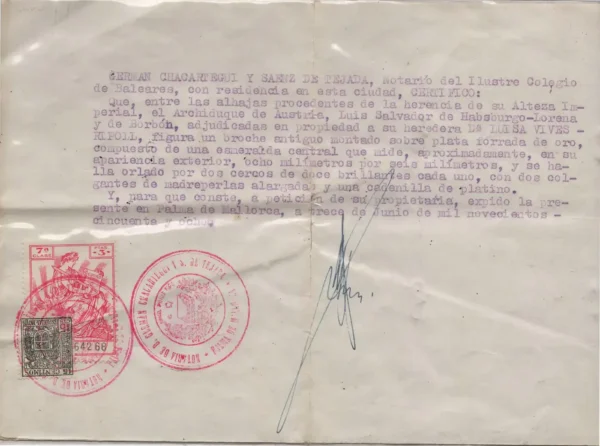 GERMAN CHACARTEGUI Y SAENZ DE TEJADA, Notario del Ilustre Colegio
de Baleares, con residencia en esta ciudad, CERTIFICO:
Que, entre las alhajas procedentes de la herencia de su Alteza Im-
perial, el Archiduque de Austria, Luis Salvador de Habsburgo-Lorena
y de Borbón, adjudicadas en propiedad a su heredera Dª LUISA VIVES -
RIPOLL, figura un broche antiguo montado sobre plata forrada de oro,
compuesto de una esmeralda central que mide, aproximadamente, en su
apariencia exterior, ocho milímetros por seis milímetros, y se ha-
lla orlado por dos cercos de doce brillantes cada uno, con dos col-
gantes de madreperlas alargadas y una cadenilla de platino.
Y, para que conste, a petición de su propietaria, expido la pre-
sente en Palma de Mallorca, a trece de junio de mil novecientos -
cincuenta y ocho.
7ª
64266